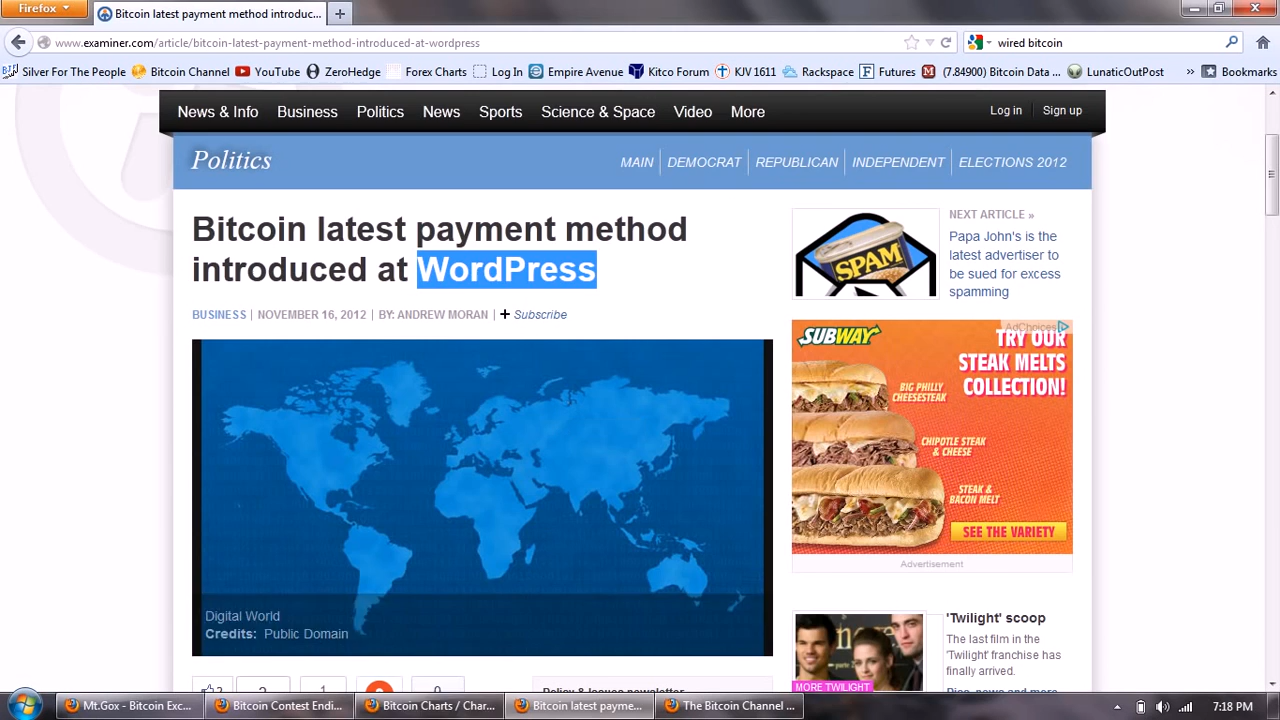 Firefox
Bitcoin latest payment method introduc...
www.examiner.com/article/bitcoin-latest-payment-method-introduced-at-wordpress
wired bitcoin
Silver For The People
Bitcoin Channel
YouTube
ZeroHedge
Forex Charts
Log In
Empire Avenue
Kitco Forum
KJV 1611
Rackspace
Futures
(7.84900) Bitcoin Data ...
LunaticOutPost
»
Bookmarks
News & Info
Business
Politics
News
Sports
Science & Space
Video
More
Log in
Sign up
Politics
MAIN
DEMOCRAT
REPUBLICAN
INDEPENDENT
ELECTIONS 2012
Bitcoin latest payment method
introduced at WordPress
BUSINESS | NOVEMBER 16, 2012 | BY: ANDREW MORAN | + Subscribe
Digital World
Credits: Public Domain
NEXT ARTICLE »
Papa John's is the
latest advertiser to
be sued for excess
spamming
SPAM
AdChoices
SUBWAY
TRY OUR
STEAK MELTS
COLLECTION!
BIG PHILLY
CHEESESTEAK
CHIPOTLE STEAK
& CHEESE
STEAK &
BACON MELT
SEE THE VARIETY
Advertisement
'Twilight' scoop
The last film in the
'Twilight' franchise has
finally arrived.
Pics, news and more
MORE TWILIGHT
Policy & Issues newsletter
Mt.Gox - Bitcoin Exc...
Bitcoin Contest Endi...
Bitcoin Charts / Char...
Bitcoin latest payme...
The Bitcoin Channel ...
7:18 PM